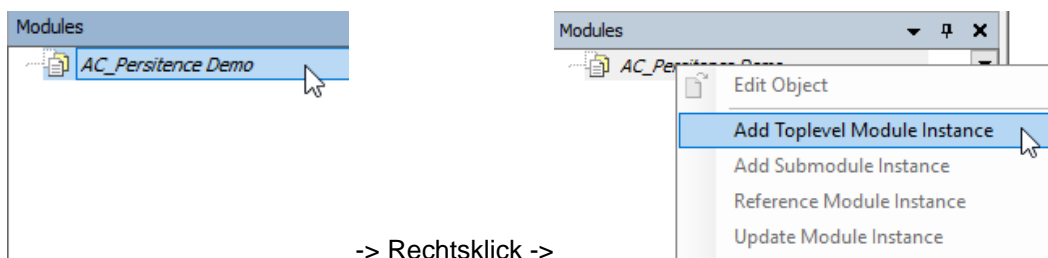 Modules
AC_Persitence Demo
-> Rechtsklick ->
Modules
Edit Object
Add Toplevel Module Instance
Add Submodule Instance
Reference Module Instance
Update Module Instance